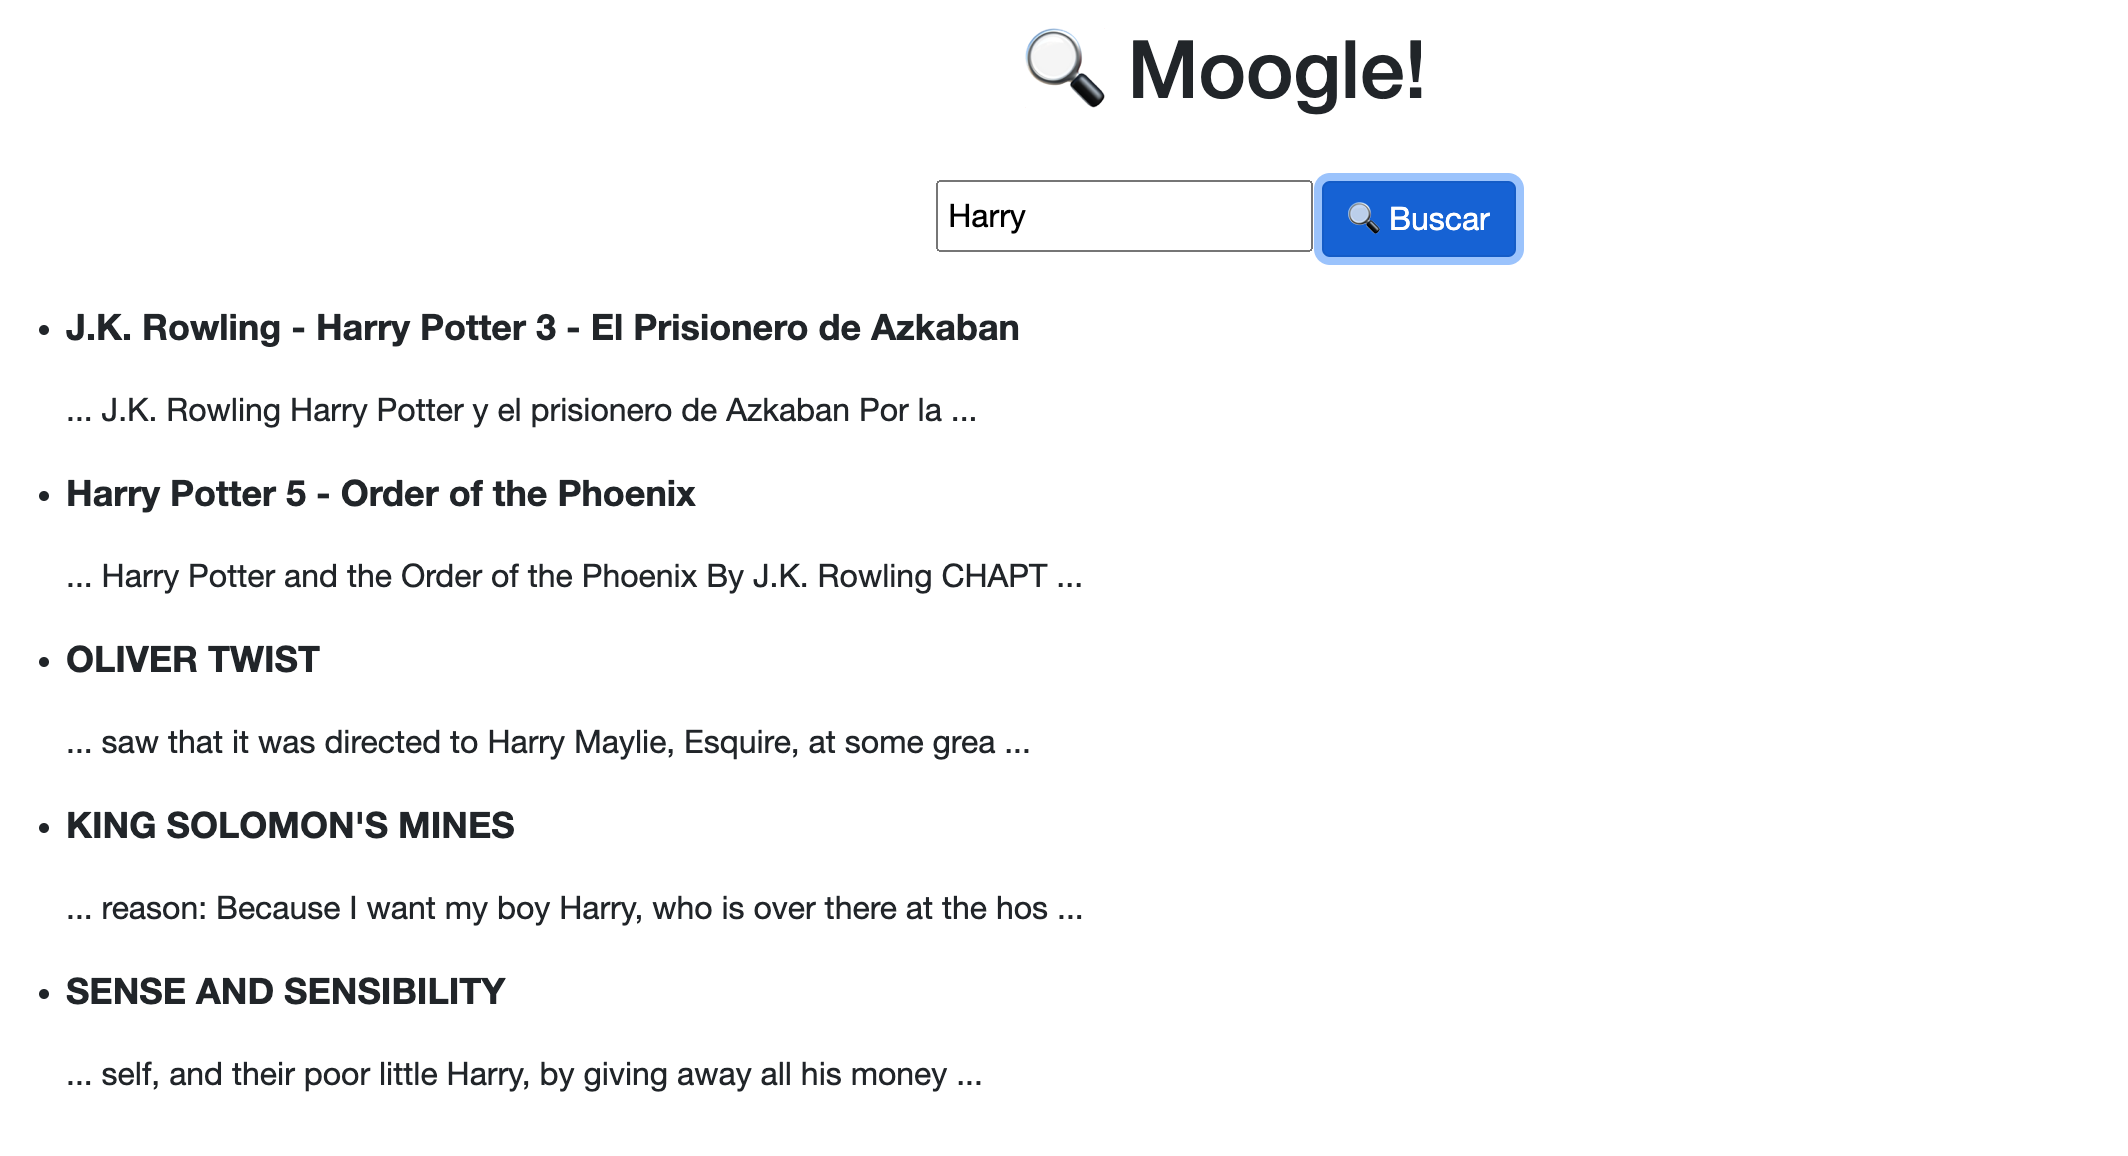 Moogle!
Harry
Buscar
J.K. Rowling - Harry Potter 3 - El Prisionero de Azkaban
... J.K. Rowling Harry Potter y el prisionero de Azkaban Por la ...
Harry Potter 5 - Order of the Phoenix
... Harry Potter and the Order of the Phoenix By J.K. Rowling CHAPT ...
OLIVER TWIST
... saw that it was directed to Harry Maylie, Esquire, at some grea ...
KING SOLOMON'S MINES
... reason: Because I want my boy Harry, who is over there at the hos ...
SENSE AND SENSIBILITY
... self, and their poor little Harry, by giving away all his money ...